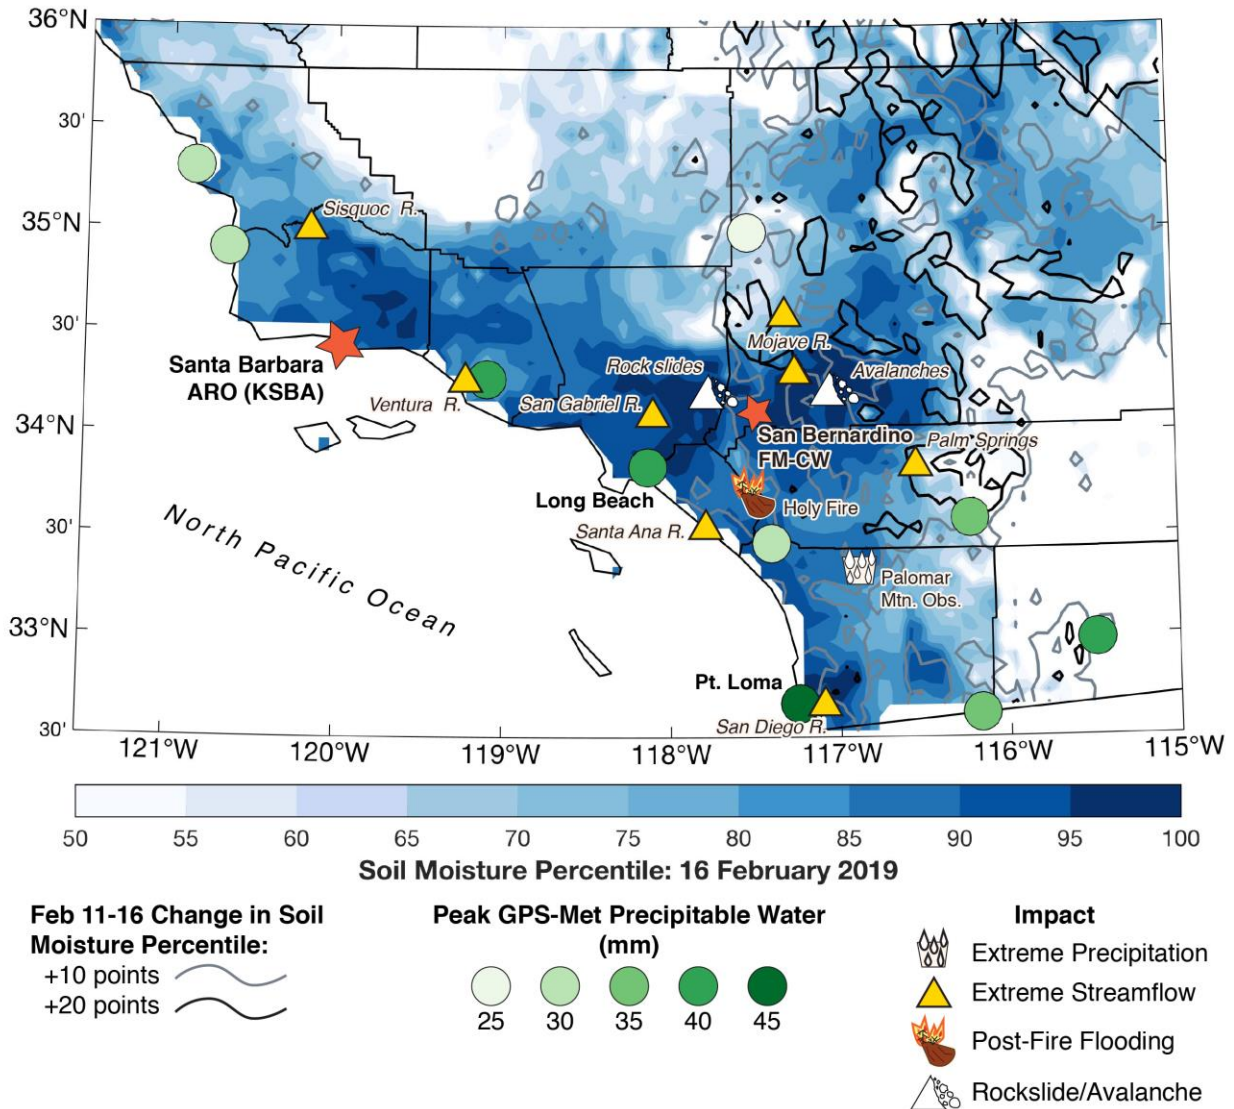 36°N
30'
35°N
30'
34°N
30'
33°N
30'
Sisquoc R.
Santa Barbara
ARO (KSBA)
Ventura R.
Rock slides
San Gabriel R.
Mojave R.
Avalanches
San Bernardino
FM-CW
Palm Springs
Long Beach
Holy Fire
Santa Ana R.
Palomar
Mtn. Obs.
North Pacific Ocean
Pt. Loma
San Diego R.
121°W 120°W 119°W 118°W 117°W 116°W 115°W
50 55 60 65 70 75 80 85 90 95 100
Soil Moisture Percentile: 16 February 2019
Feb 11-16 Change in Soil
Moisture Percentile:
+10 points
+20 points
Peak GPS-Met Precipitable Water
(mm)
25 30 35 40 45
Impact
Extreme Precipitation
Extreme Streamflow
Post-Fire Flooding
Rockslide/Avalanche